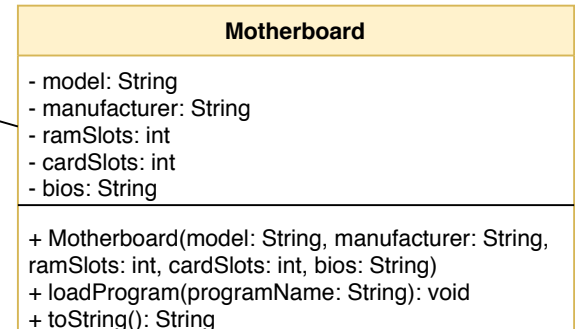 Motherboard
- model: String
- manufacturer: String
- ramSlots: int
- cardSlots: int
- bios: String
+ Motherboard(model: String, manufacturer: String,
ramSlots: int, cardSlots: int, bios: String)
+ loadProgram(programName: String): void
+ toString(): String